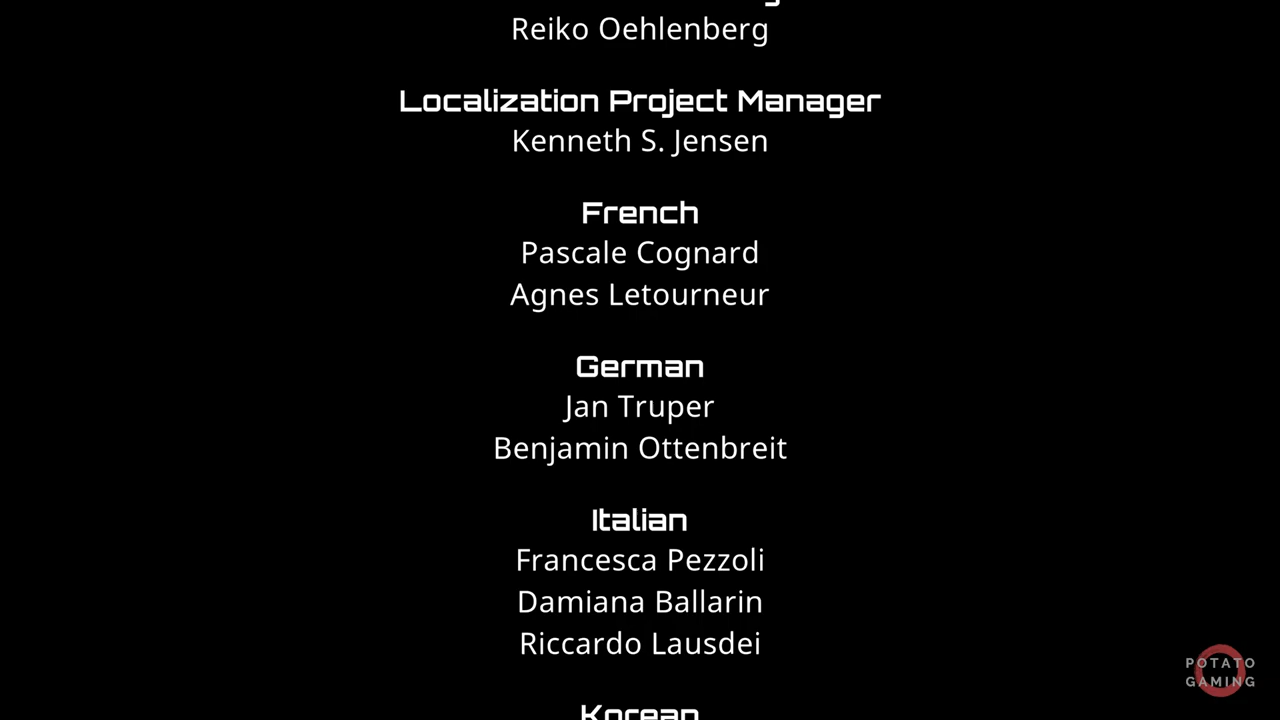 Reiko Oehlenberg
Localization Project Manager
Kenneth S. Jensen
French
Pascale Cognard
Agnes Letourneur
German
Jan Truper
Benjamin Ottenbreit
Italian
Francesca Pezzoli
Damiana Ballarin
Riccardo Lausdei
POTATO
GAMING
Korean